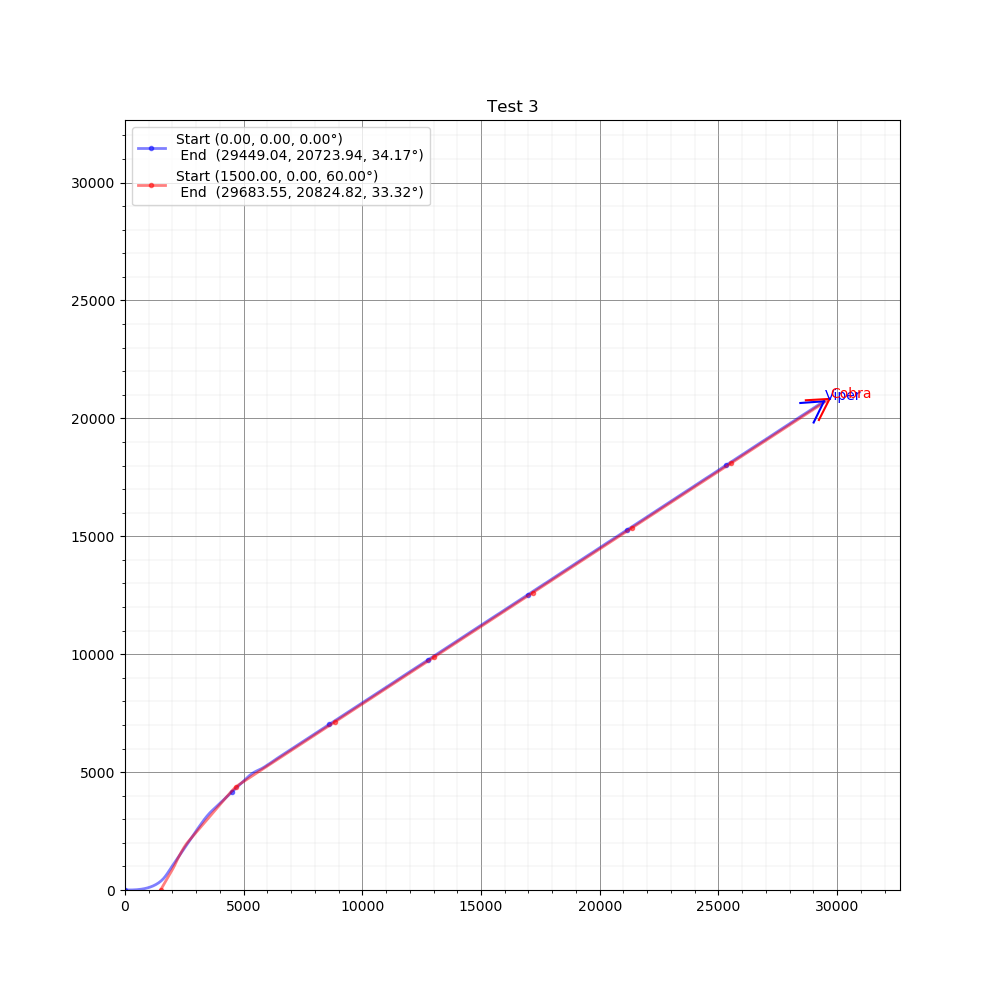 Test 3
Start (0.00, 0.00, 0.00°)
End (29449.04, 20723.94, 34.17°)
Start (1500.00, 0.00, 60.00°)
End (29683.55, 20824.82, 33.32°)
30000
25000
20000
15000
10000
5000
0
Viper
Cobra
0
5000
10000
15000
20000
25000
30000